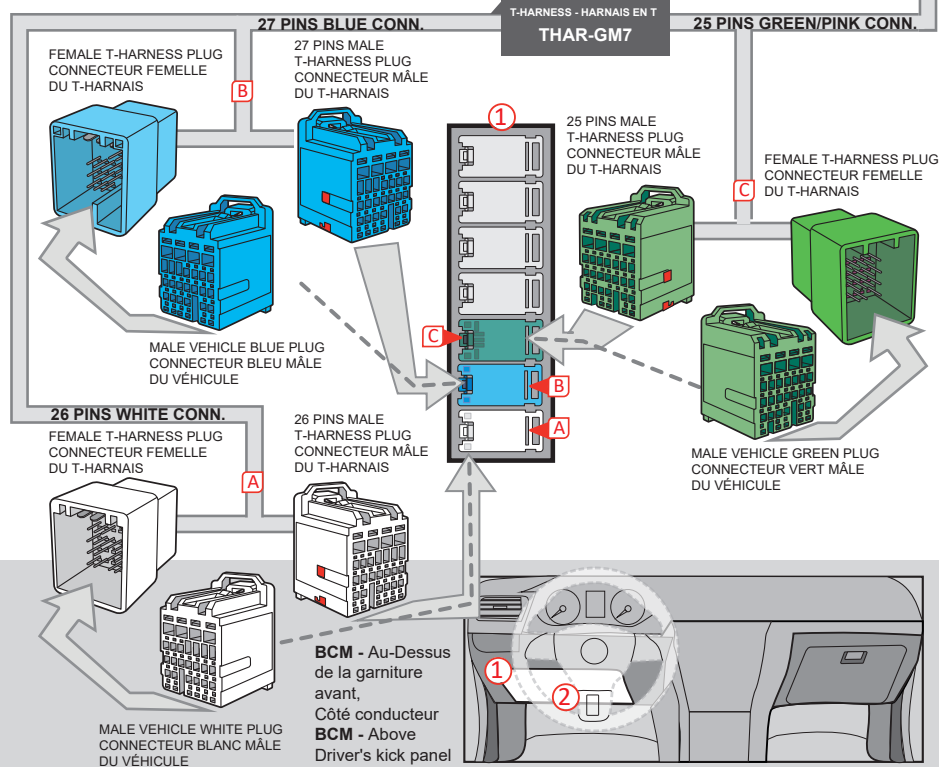 T-HARNESS - HARNAIS EN T
THAR-GM7
27 PINS BLUE CONN.
25 PINS GREEN/PINK CONN.
FEMALE T-HARNESS PLUG
CONNECTEUR FEMELLE
DU T-HARNAIS
B
27 PINS MALE
T-HARNESS PLUG
CONNECTEUR MÂLE
DU T-HARNAIS
1
25 PINS MALE
T-HARNESS PLUG
CONNECTEUR MÂLE
DU T-HARNAIS
FEMALE T-HARNESS PLUG
CONNECTEUR FEMELLE
DU T-HARNAIS
C
MALE VEHICLE BLUE PLUG
CONNECTEUR BLEU MÂLE
DU VÉHICULE
C
B
A
MALE VEHICLE GREEN PLUG
CONNECTEUR VERT MÂLE
DU VÉHICULE
26 PINS WHITE CONN.
FEMALE T-HARNESS PLUG
CONNECTEUR FEMELLE
DU T-HARNAIS
A
26 PINS MALE
T-HARNESS PLUG
CONNECTEUR MÂLE
DU T-HARNAIS
MALE VEHICLE WHITE PLUG
CONNECTEUR BLANC MÂLE
DU VÉHICULE
BCM - Au-Dessus
de la garniture
avant,
Côté conducteur
BCM - Above
Driver's kick panel
1
2